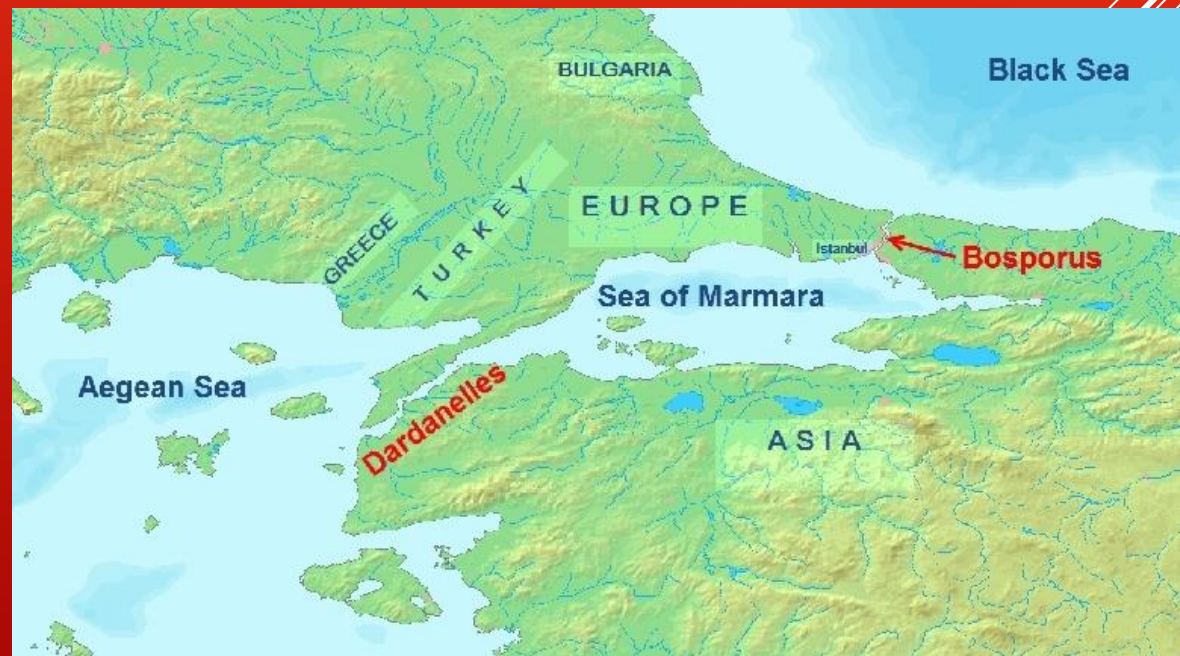 BULGARIA
Black Sea
EUROPE
GREECE
TURKEY
Istanbul
Bosporus
Sea of Marmara
Aegean Sea
Dardanelles
ASIA